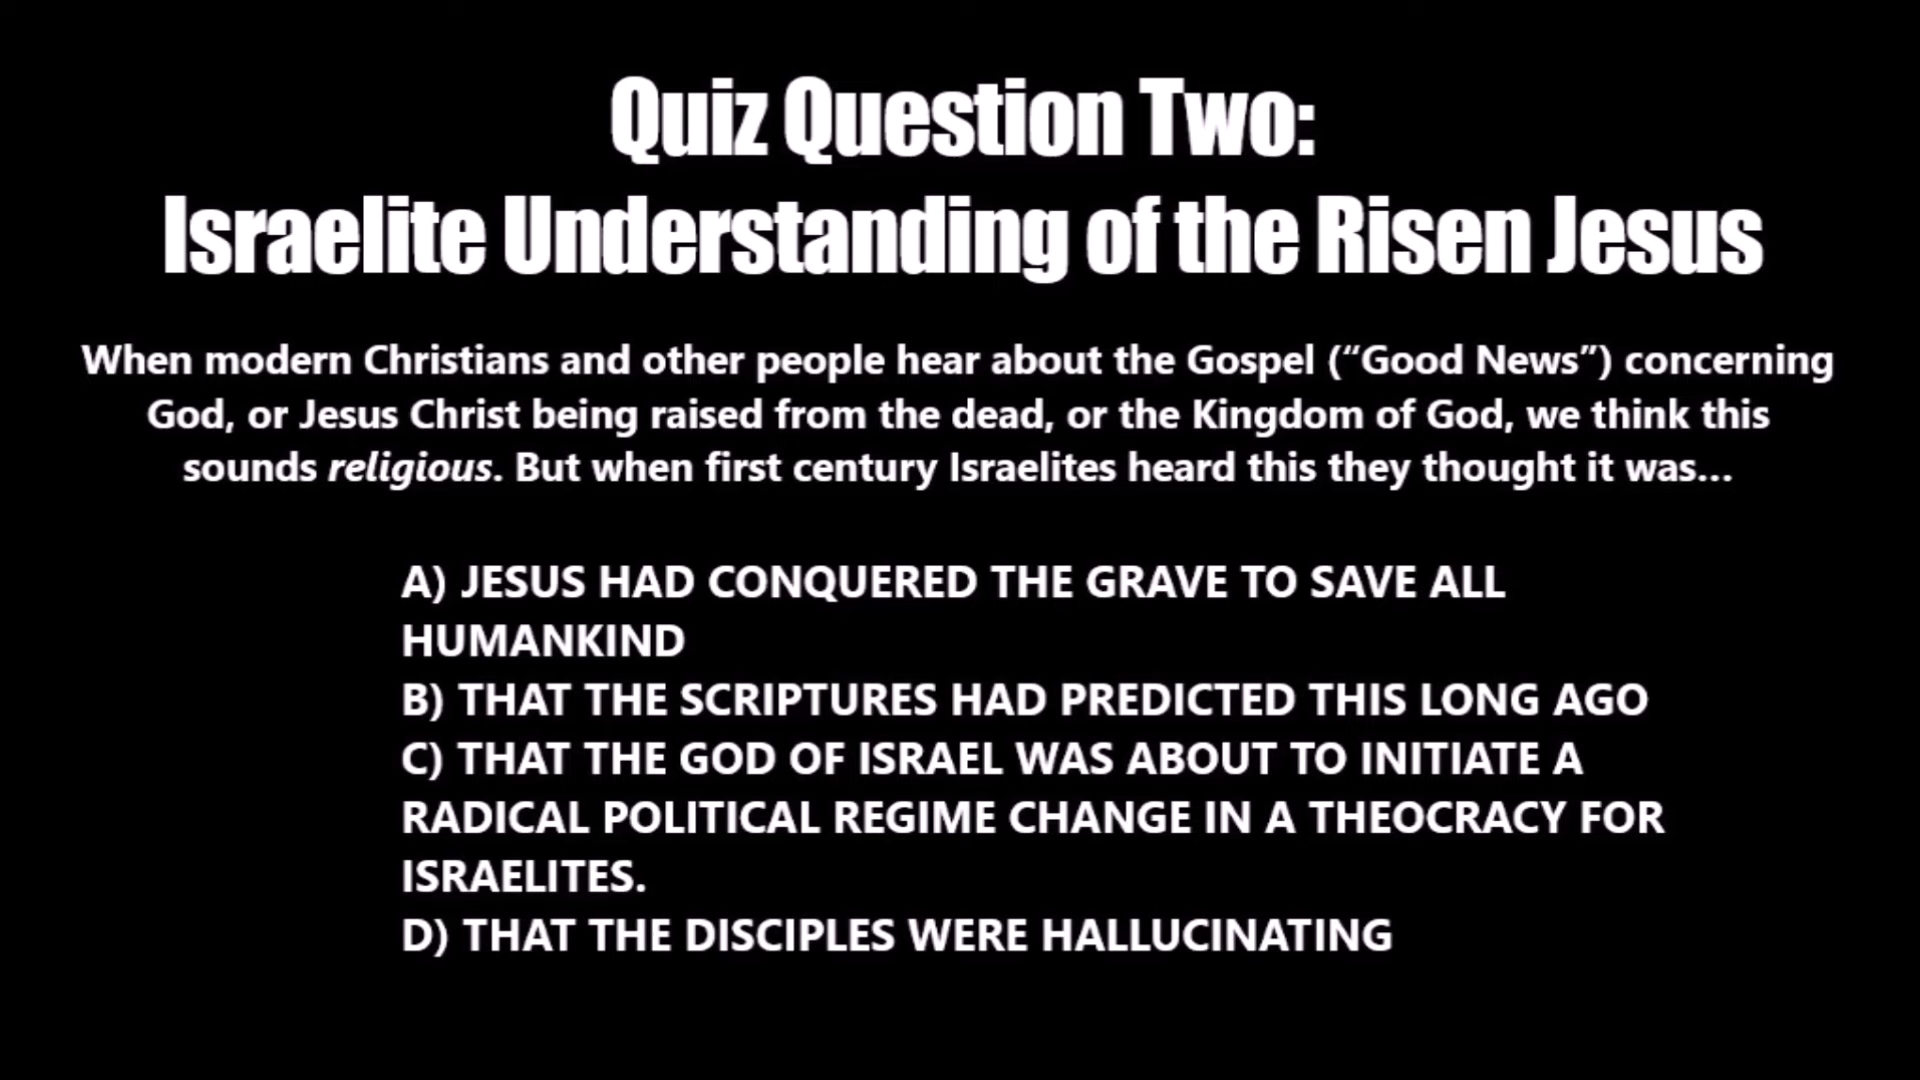 Quiz Question Two:
Israelite Understanding of the Risen Jesus
When modern Christians and other people hear about the Gospel (“Good News”) concerning
God, or Jesus Christ being raised from the dead, or the Kingdom of God, we think this
sounds religious. But when first century Israelites heard this they thought it was...
A) JESUS HAD CONQUERED THE GRAVE TO SAVE ALL
HUMANKIND
B) THAT THE SCRIPTURES HAD PREDICTED THIS LONG AGO
C) THAT THE GOD OF ISRAEL WAS ABOUT TO INITIATE A
RADICAL POLITICAL REGIME CHANGE IN A THEOCRACY FOR
ISRAELITES.
D) THAT THE DISCIPLES WERE HALLUCINATING